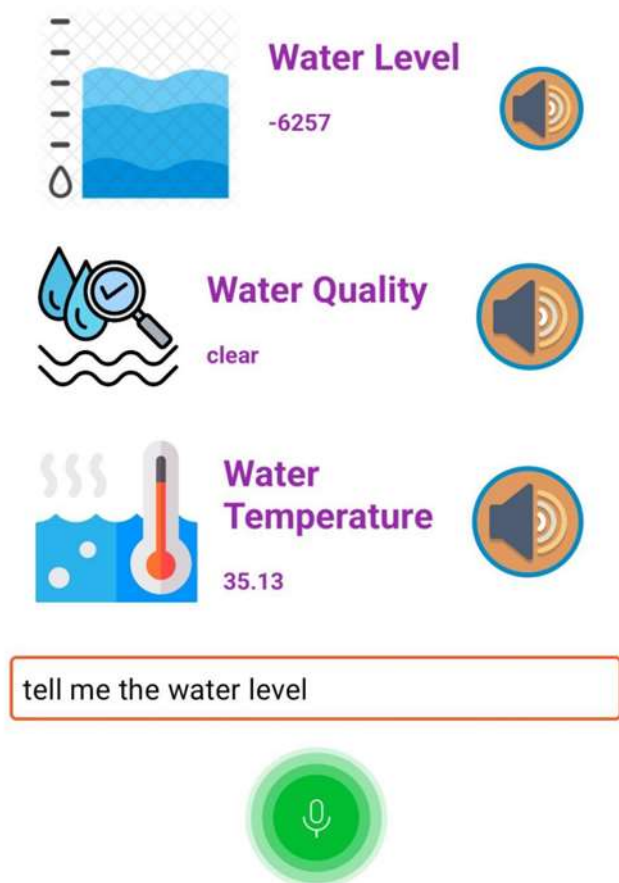 Water Level
-6257
Water Quality
clear
Water
Temperature
35.13
tell me the water level